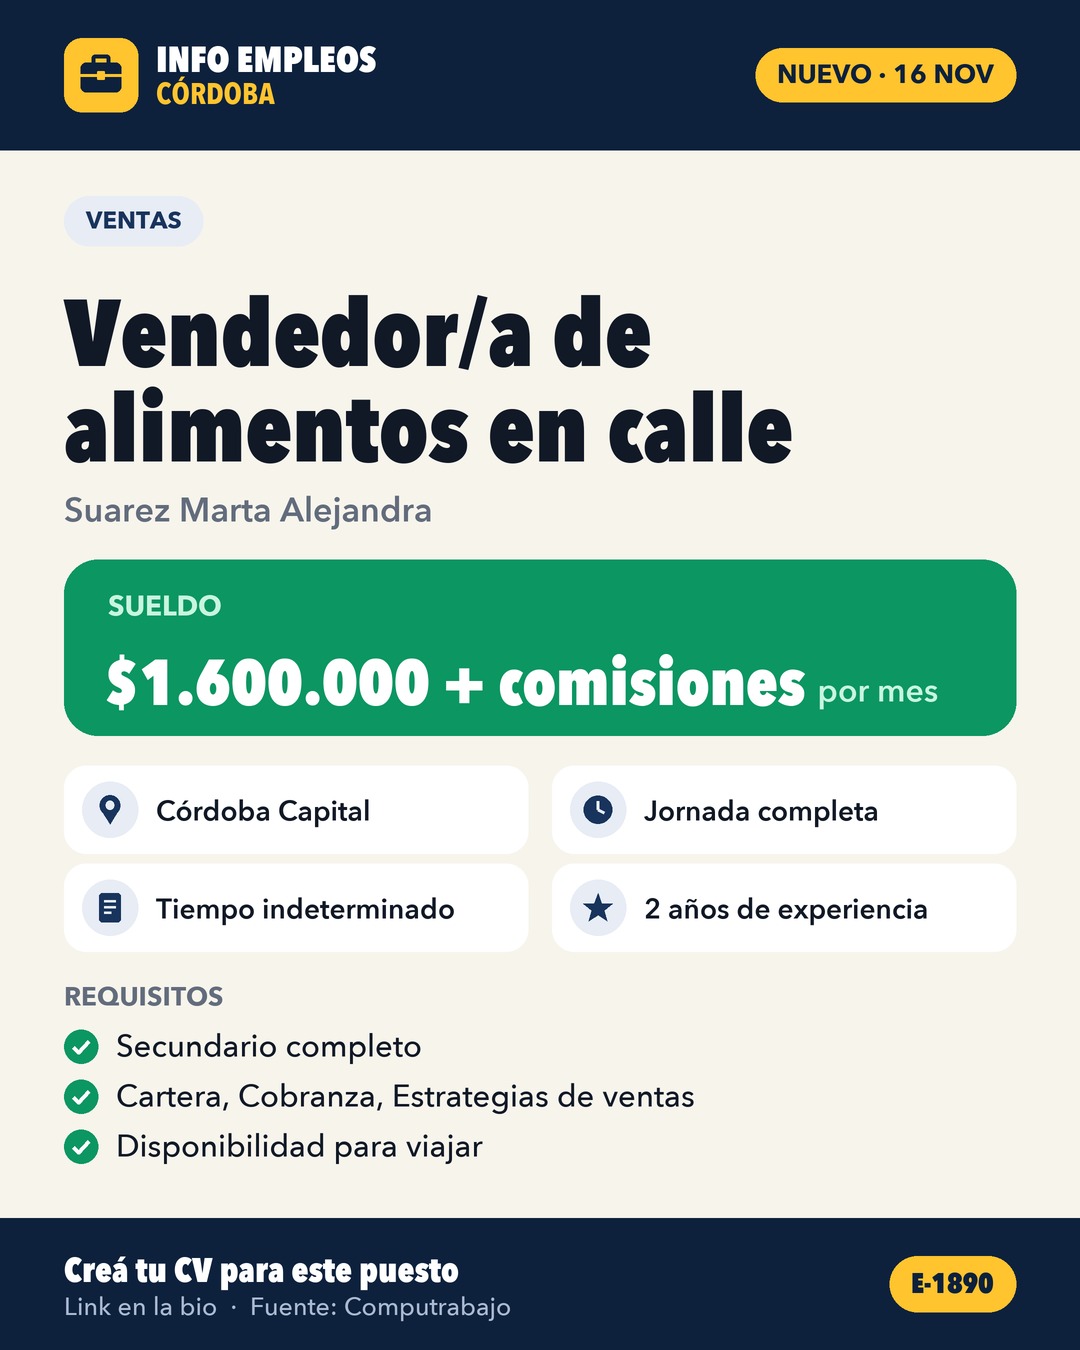 INFO EMPLEOS
CÓRDOBA
NUEVO · 16 NOV
VENTAS
Vendedor/a de
alimentos en calle
Suarez Marta Alejandra
SUELDO
$1.600.000 + comisiones por mes
Córdoba Capital
Jornada completa
Tiempo indeterminado
2 años de experiencia
REQUISITOS
Secundario completo
Cartera, Cobranza, Estrategias de ventas
Disponibilidad para viajar
Creá tu CV para este puesto
Link en la bio · Fuente: Computrabajo
E-1890